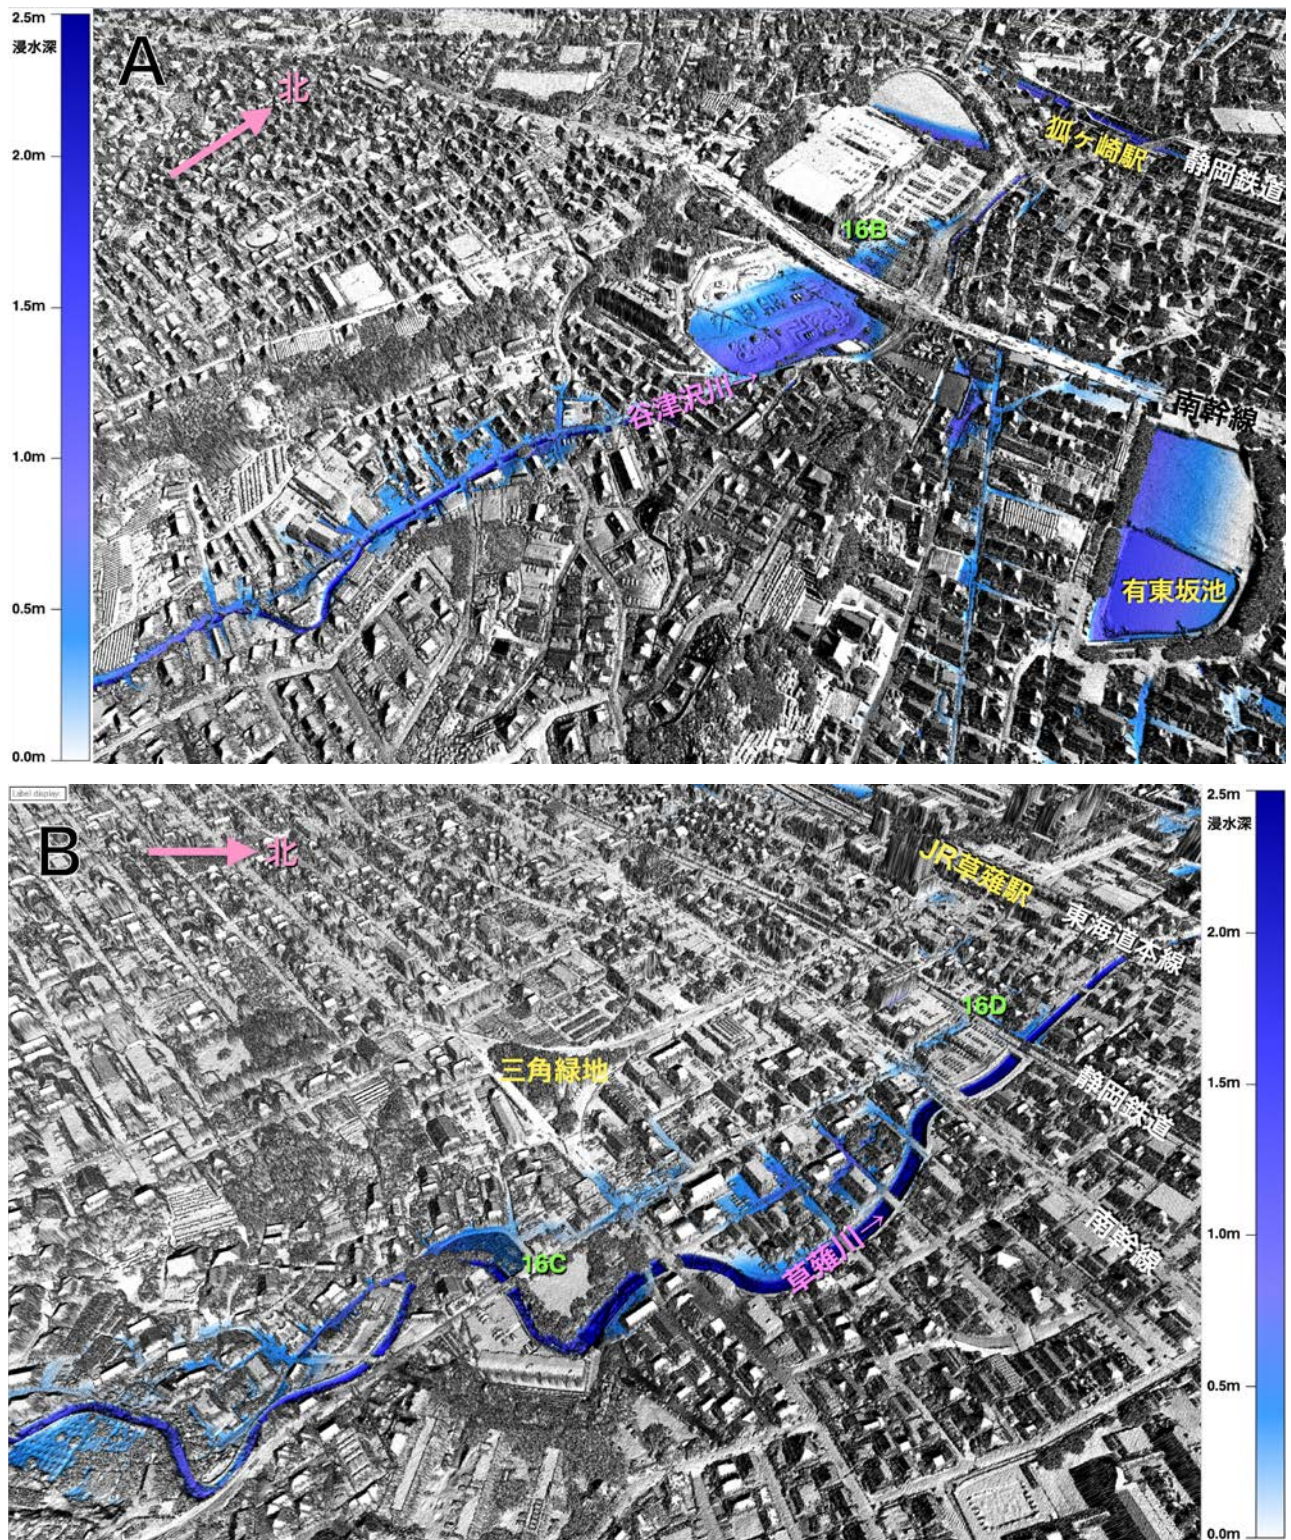 2.5m
浸水深
A
北
狐ヶ崎駅
静岡鉄道
2.0m
16B
1.5m
谷津沢川→
南幹線
1.0m
有東坂池
0.5m
0.0m
Label display:
B
北
JR草薙駅
2.5m
浸水深
東海道本線
2.0m
16D
三角緑地
静岡鉄道
1.5m
草薙川→
南幹線
16C
1.0m
0.5m
0.0m